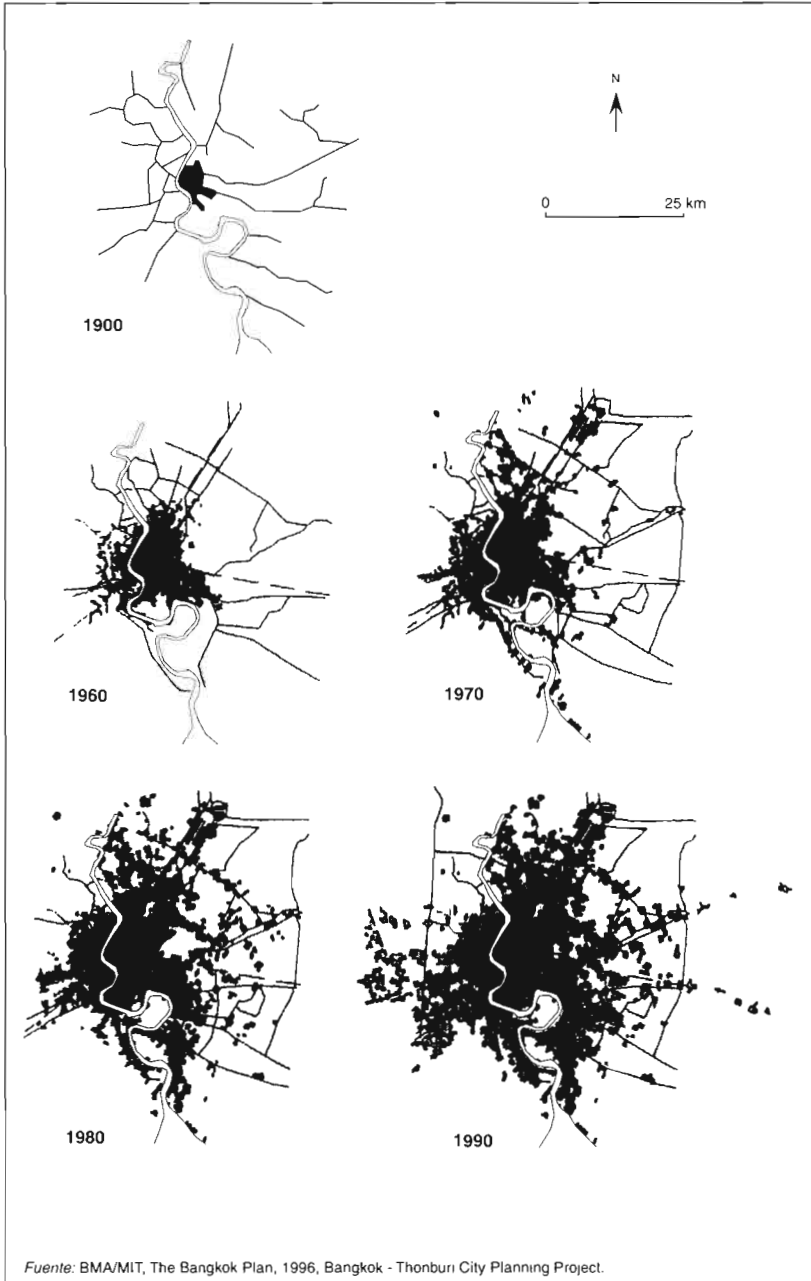 N
0 25 km
1900
1960
1970
1980
1990
Fuente: BMA/MIT, The Bangkok Plan, 1996, Bangkok - Thonburi City Planning Project.